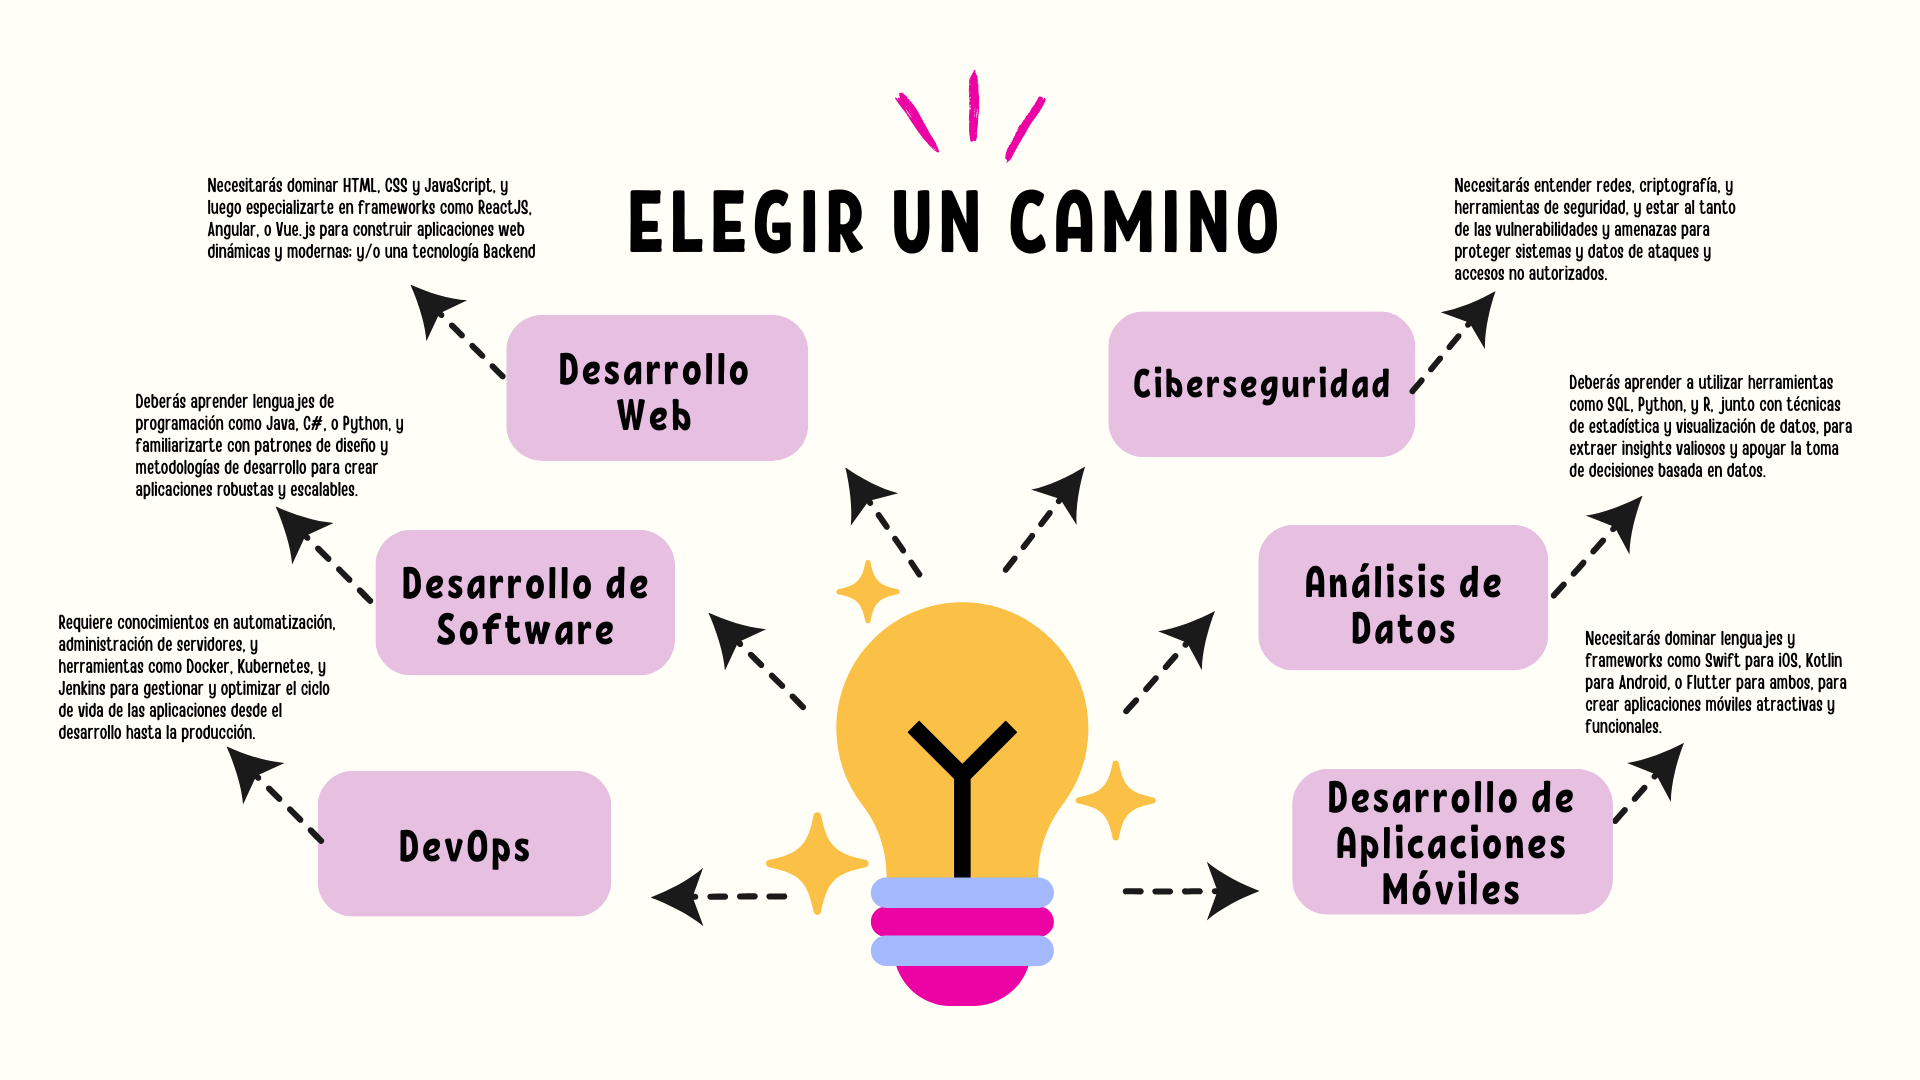 ELEGIR UN CAMINO
Necesitarás dominar HTML, CSS y JavaScript, y
luego especializarte en frameworks como ReactJS,
Angular, o Vue.js para construir aplicaciones web
dinámicas y modernas; y/o una tecnología Backend
Desarrollo
Web
Deberás aprender lenguajes de
programación como Java, C#, o Python, y
familiarizarte con patrones de diseño y
metodologías de desarrollo para crear
aplicaciones robustas y escalables.
Desarrollo de
Software
Requiere conocimientos en automatización,
administración de servidores, y
herramientas como Docker, Kubernetes, y
Jenkins para gestionar y optimizar el ciclo
de vida de las aplicaciones desde el
desarrollo hasta la producción.
DevOps
Necesitarás entender redes, criptografía, y
herramientas de seguridad, y estar al tanto
de las vulnerabilidades y amenazas para
proteger sistemas y datos de ataques y
accesos no autorizados.
Ciberseguridad
Deberás aprender a utilizar herramientas
como SQL, Python, y R, junto con técnicas
de estadística y visualización de datos, para
extraer insights valiosos y apoyar la toma
de decisiones basada en datos.
Análisis de
Datos
Necesitarás dominar lenguajes y
frameworks como Swift para iOS, Kotlin
para Android, o Flutter para ambos, para
crear aplicaciones móviles atractivas y
funcionales.
Desarrollo de
Aplicaciones
Móviles